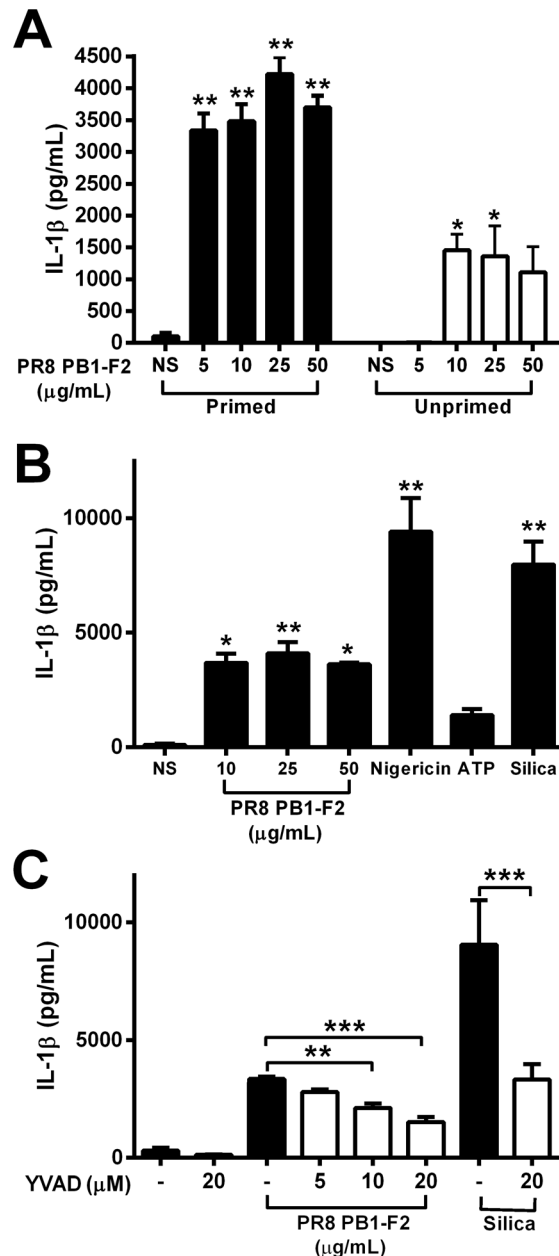 A
**
**
**
**
4500
4000
3500
3000
2500
2000
1500
1000
500
0
IL-1β (pg/mL)
* *
PR8 PB1-F2
(μg/mL)
NS 5 10 25 50 NS 5 10 25 50
Primed Unprimed
B
10000
5000
0
IL-1β (pg/mL)
* ** * ** **
NS 10 25 50 Nigericin ATP Silica
PR8 PB1-F2
(μg/mL)
C
10000
5000
0
IL-1β (pg/mL)
***
***
**
YVAD (μM) - 20 - 5 10 20 - 20
PR8 PB1-F2 Silica
(μg/mL)